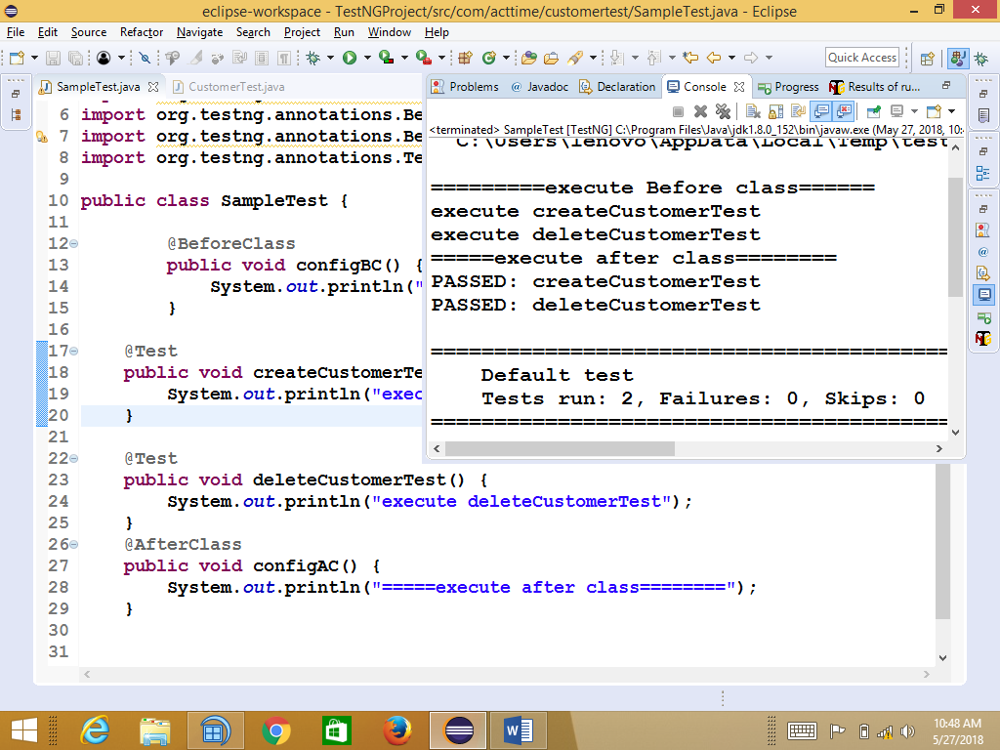 eclipse-workspace - TestNGProject/src/com/acttime/customertest/SampleTest.java - Eclipse
File Edit Source Refactor Navigate Search Project Run Window Help
Quick Access
SampleTest.java CustomerTest.java
6 import org.testng.annotations.Be
7 import org.testng.annotations.Be
8 import org.testng.annotations.Te
9
10 public class SampleTest {
11
12 @BeforeClass
13 public void configBC() {
14 System.out.println("
15 }
16
17 @Test
18 public void createCustomerTe
19 System.out.println("exec
20 }
21
22 @Test
23 public void deleteCustomerTest() {
24 System.out.println("execute deleteCustomerTest");
25 }
26 @AfterClass
27 public void configAC() {
28 System.out.println("=====execute after class========");
29 }
30
31
Problems @ Javadoc Declaration Console Progress Results of ru...
<terminated> SampleTest [TestNG] C:\Program Files\Java\jdk1.8.0_152\bin\javaw.exe (May 27, 2018, 10:
C:\Users\lenovo\AppData\Local\Temp\test
=========execute Before class======
execute createCustomerTest
execute deleteCustomerTest
=====execute after class========
PASSED: createCustomerTest
PASSED: deleteCustomerTest
=========================================
Default test
Tests run: 2, Failures: 0, Skips: 0
=========================================
10:48 AM
5/27/2018